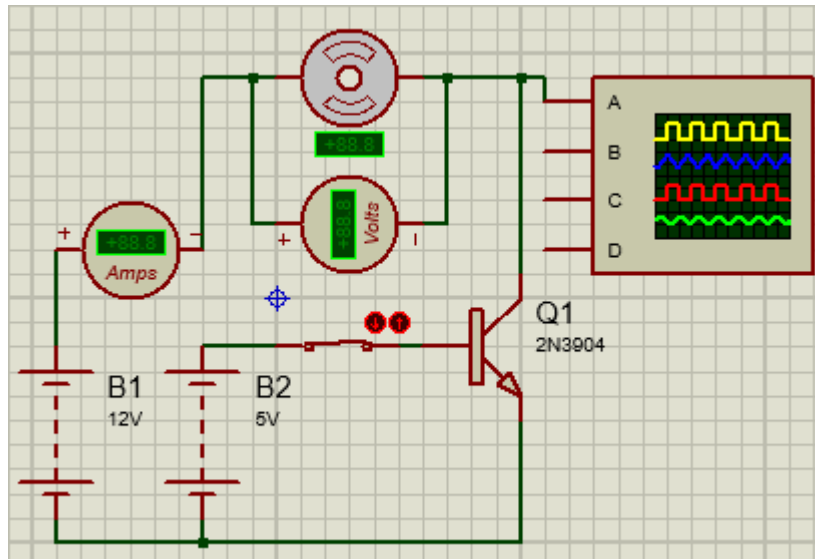 A
B
C
D
+88.8
+88.8
Volts
+ −
+ −
+88.8
Amps
Q1
2N3904
B1
12V
B2
5V